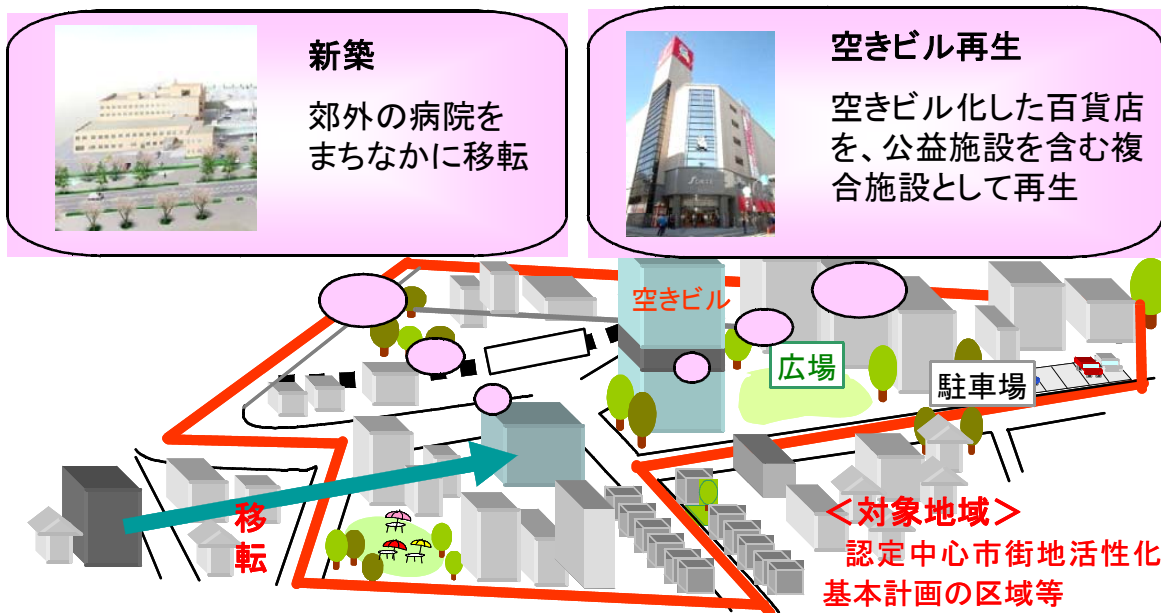 新築
郊外の病院を
まちなかに移転
空きビル再生
空きビル化した百貨店
を、公益施設を含む複
合施設として再生
空きビル
広場
駐車場
移
転
＜対象地域＞
認定中心市街地活性化
基本計画の区域等